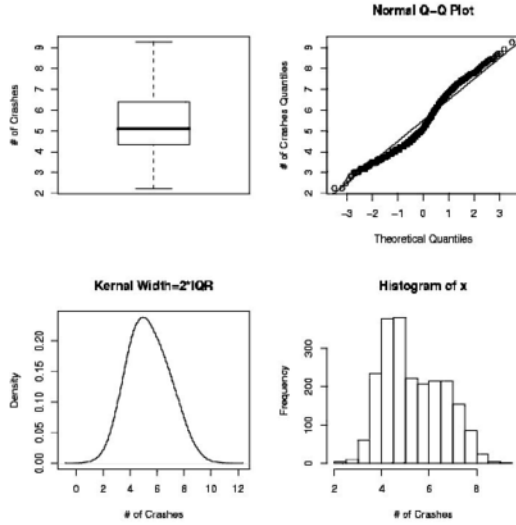 # of Crashes
2 3 4 5 6 7 8 9
Normal Q-Q Plot
# of Crashes Quantiles
2 3 4 5 6 7 8 9
-3 -2 -1 0 1 2 3
Theoretical Quantiles
Kernal Width=2*IQR
Density
0.00 0.05 0.10 0.15 0.20
0 2 4 6 8 10 12
# of Crashes
Histogram of x
Frequency
0 100 200 300
2 4 6 8
# of Crashes